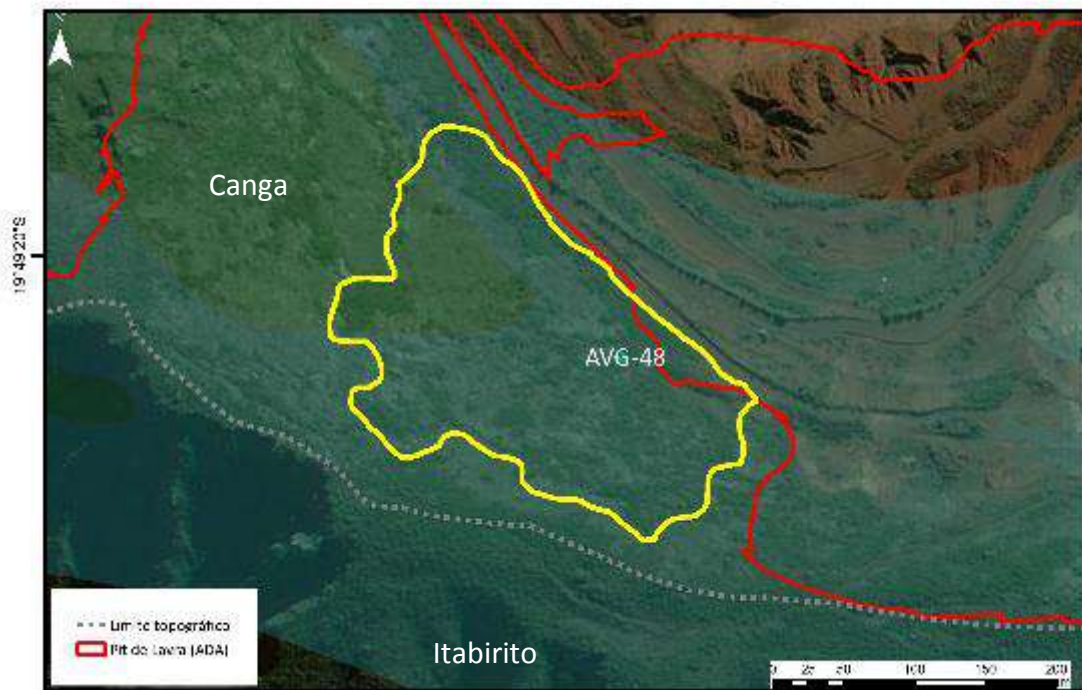 Canga
19°49'20"S
AVG-48
Limite topográfico
Pit de Lavra (ADA)
Itabirito
0 25 50 100 150 200
m